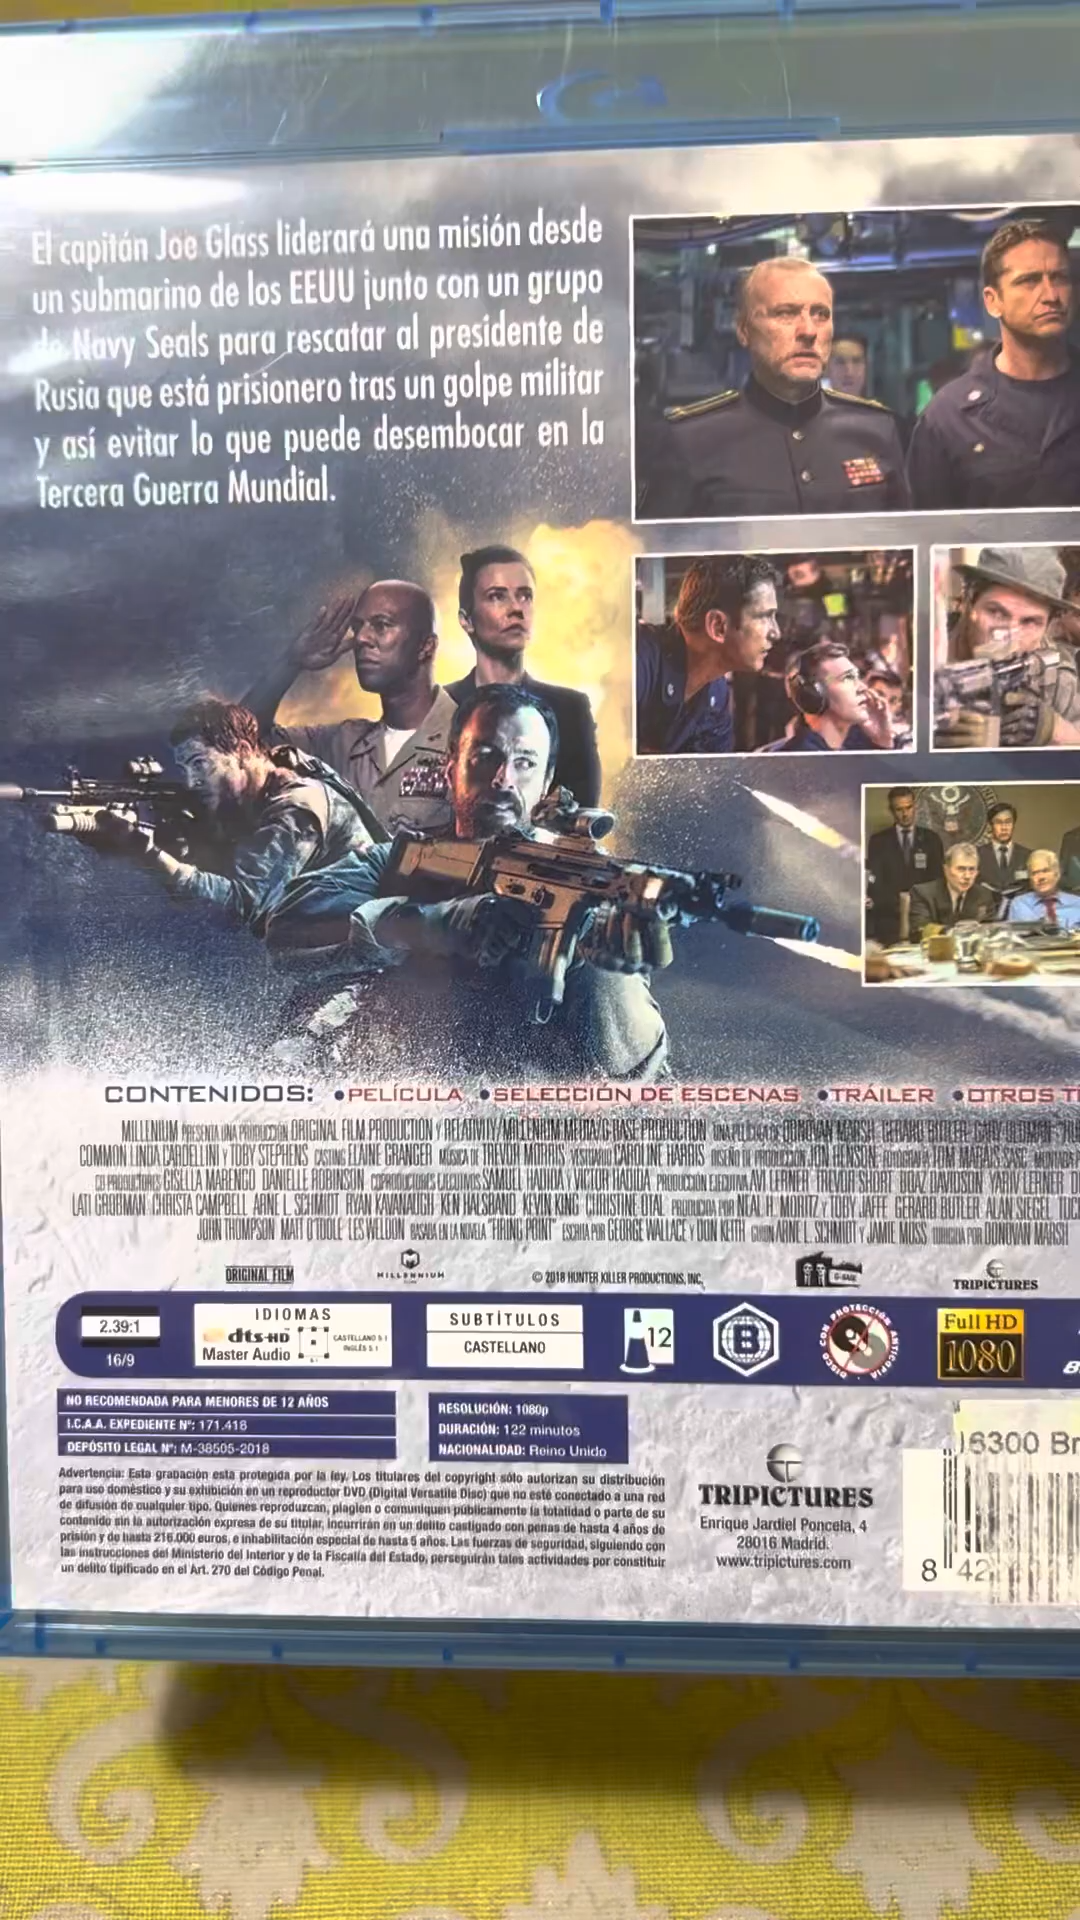 El capitán Joe Glass liderará una misión desde
un submarino de los EEUU junto con un grupo
de Navy Seals para rescatar al presidente de
Rusia que está prisionero tras un golpe militar
y así evitar lo que puede desembocar en la
Tercera Guerra Mundial.
CONTENIDOS: •PELÍCULA •SELECCIÓN DE ESCENAS •TRÁILER •OTROS
MILLENIUM PRESENTA UNA PRODUCCIÓN ORIGINAL FILM PRODUCTION Y RELATIVITY/MILLENIUM MEDIA/G-BASE PRODUCTION UNA PELÍCULA DE DONOVAN MARSH GERARD BUTLER GARY OLDMAN
COMMON LINDA CARDELLINI Y TOBY STEPHENS CASTING ELAINE GRANGER MÚSICA DE TREVOR MORRIS VESTUARIO CAROLINE HARRIS DISEÑO DE PRODUCCIÓN JON HENSON FOTOGRAFÍA TOM MARAIS SASC
CO PRODUCTORES GISELLA MARENGO DANIELLE ROBINSON COPRODUCTORES EJECUTIVOS SAMUEL HADIDA Y VICTOR HADIDA PRODUCCIÓN EJECUTIVA AVI LERNER TREVOR SHORT BOAZ DAVIDSON YARIV LERNER
LATI GROBMAN CHRISTA CAMPBELL ARNE L. SCHMIDT RYAN KAVANAUGH KEN HALSBAND KEVIN KING CHRISTINE OTAL PRODUCIDA POR NEAL H. MORITZ Y TOBY JAFFE GERARD BUTLER ALAN SIEGEL
JOHN THOMPSON MATT O'TOOLE LES WELDON BASADA EN LA NOVELA "FIRING POINT" ESCRITA POR GEORGE WALLACE Y DON KEITH GUION ARNE L. SCHMIDT Y JAMIE MOSS DIRIGIDA POR DONOVAN MARSH
ORIGINAL FILM MILLENNIUM © 2018 HUNTER KILLER PRODUCTIONS, INC. G-BASE TRIPICTURES
2.39:1
16/9
IDIOMAS
dts-HD
Master Audio
CASTELLANO 5.1
INGLÉS 5.1
5.1
SUBTÍTULOS
CASTELLANO
12
B
DISCO CON PROTECCIÓN ANTICOPIA
Full HD
1080
NO RECOMENDADA PARA MENORES DE 12 AÑOS
I.C.A.A. EXPEDIENTE Nº: 171.418
DEPÓSITO LEGAL Nº: M-38505-2018
RESOLUCIÓN: 1080p
DURACIÓN: 122 minutos
NACIONALIDAD: Reino Unido
Advertencia: Esta grabación esta protegida por la ley. Los titulares del copyright sólo autorizan su distribución
para uso doméstico y su exhibición en un reproductor DVD (Digital Versatile Disc) que no esté conectado a una red
de difusión de cualquier tipo. Quienes reproduzcan, plagien o comuniquen públicamente la totalidad o parte de su
contenido sin la autorización expresa de su titular, incurrirán en un delito castigado con penas de hasta 4 años de
prisión y de hasta 216.000 euros, e inhabilitación especial de hasta 5 años. Las fuerzas de seguridad, siguiendo con
las instrucciones del Ministerio del Interior y de la Fiscalía del Estado, perseguirán tales actividades por constituir
un delito tipificado en el Art. 270 del Código Penal.
TRIPICTURES
Enrique Jardiel Poncela, 4
28016 Madrid.
www.tripictures.com
16300 Br
8 42